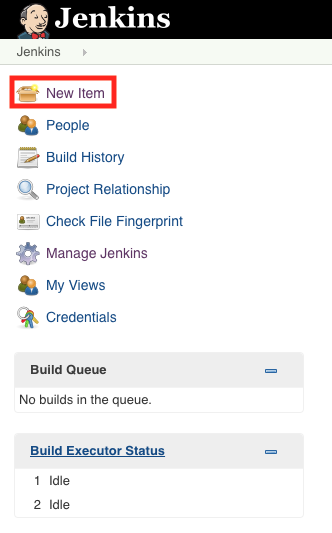 Jenkins
Jenkins
New Item
People
Build History
Project Relationship
Check File Fingerprint
Manage Jenkins
My Views
Credentials
Build Queue
No builds in the queue.
Build Executor Status
1 Idle
2 Idle